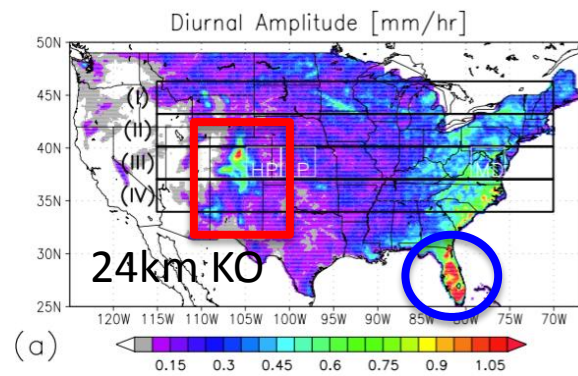 Diurnal Amplitude [mm/hr]
50N
45N
40N
35N
30N
25N
(I)
(II)
(III)
(IV)
HP
P
MD
24km KO
120W 115W 110W 105W 100W 95W 90W 85W 80W 75W 70W
(a)
0.15 0.3 0.45 0.6 0.75 0.9 1.05